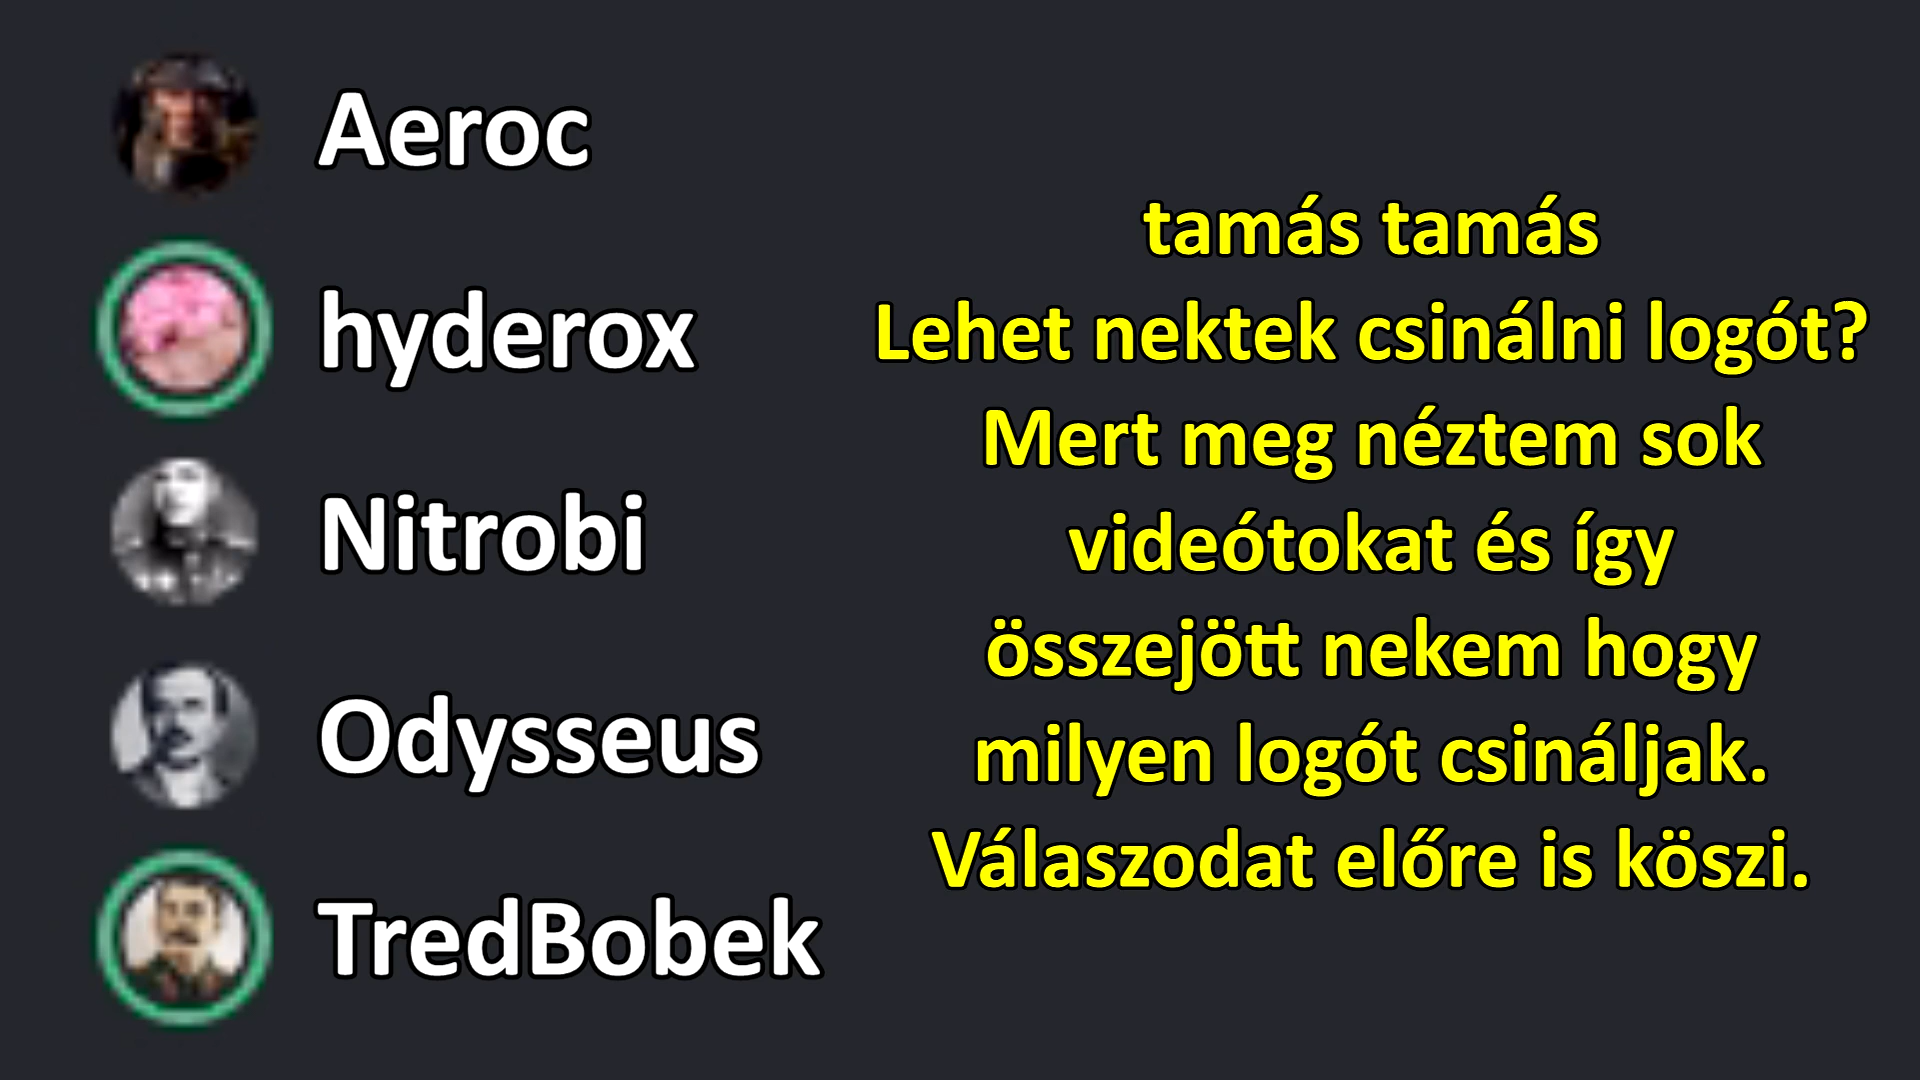 Aeroc
hyderox
Nitrobi
Odysseus
TredBobek
tamás tamás
Lehet nektek csinálni logót?
Mert meg néztem sok
videótokat és így
összejött nekem hogy
milyen logót csináljak.
Válaszodat előre is köszi.